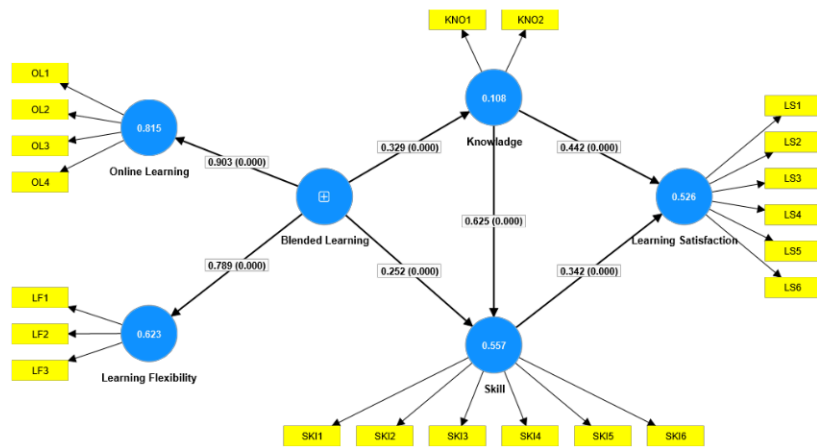 KNO1 KNO2
OL1
OL2
OL3
OL4
0.815
Online Learning
0.108
Knowladge
LS1
LS2
LS3
LS4
LS5
LS6
0.903 (0.000)
0.329 (0.000)
0.442 (0.000)
Blended Learning
0.625 (0.000)
0.526
Learning Satisfaction
0.789 (0.000)
0.252 (0.000)
0.342 (0.000)
LF1
LF2
LF3
0.623
Learning Flexibility
0.557
Skill
SKI1 SKI2 SKI3 SKI4 SKI5 SKI6